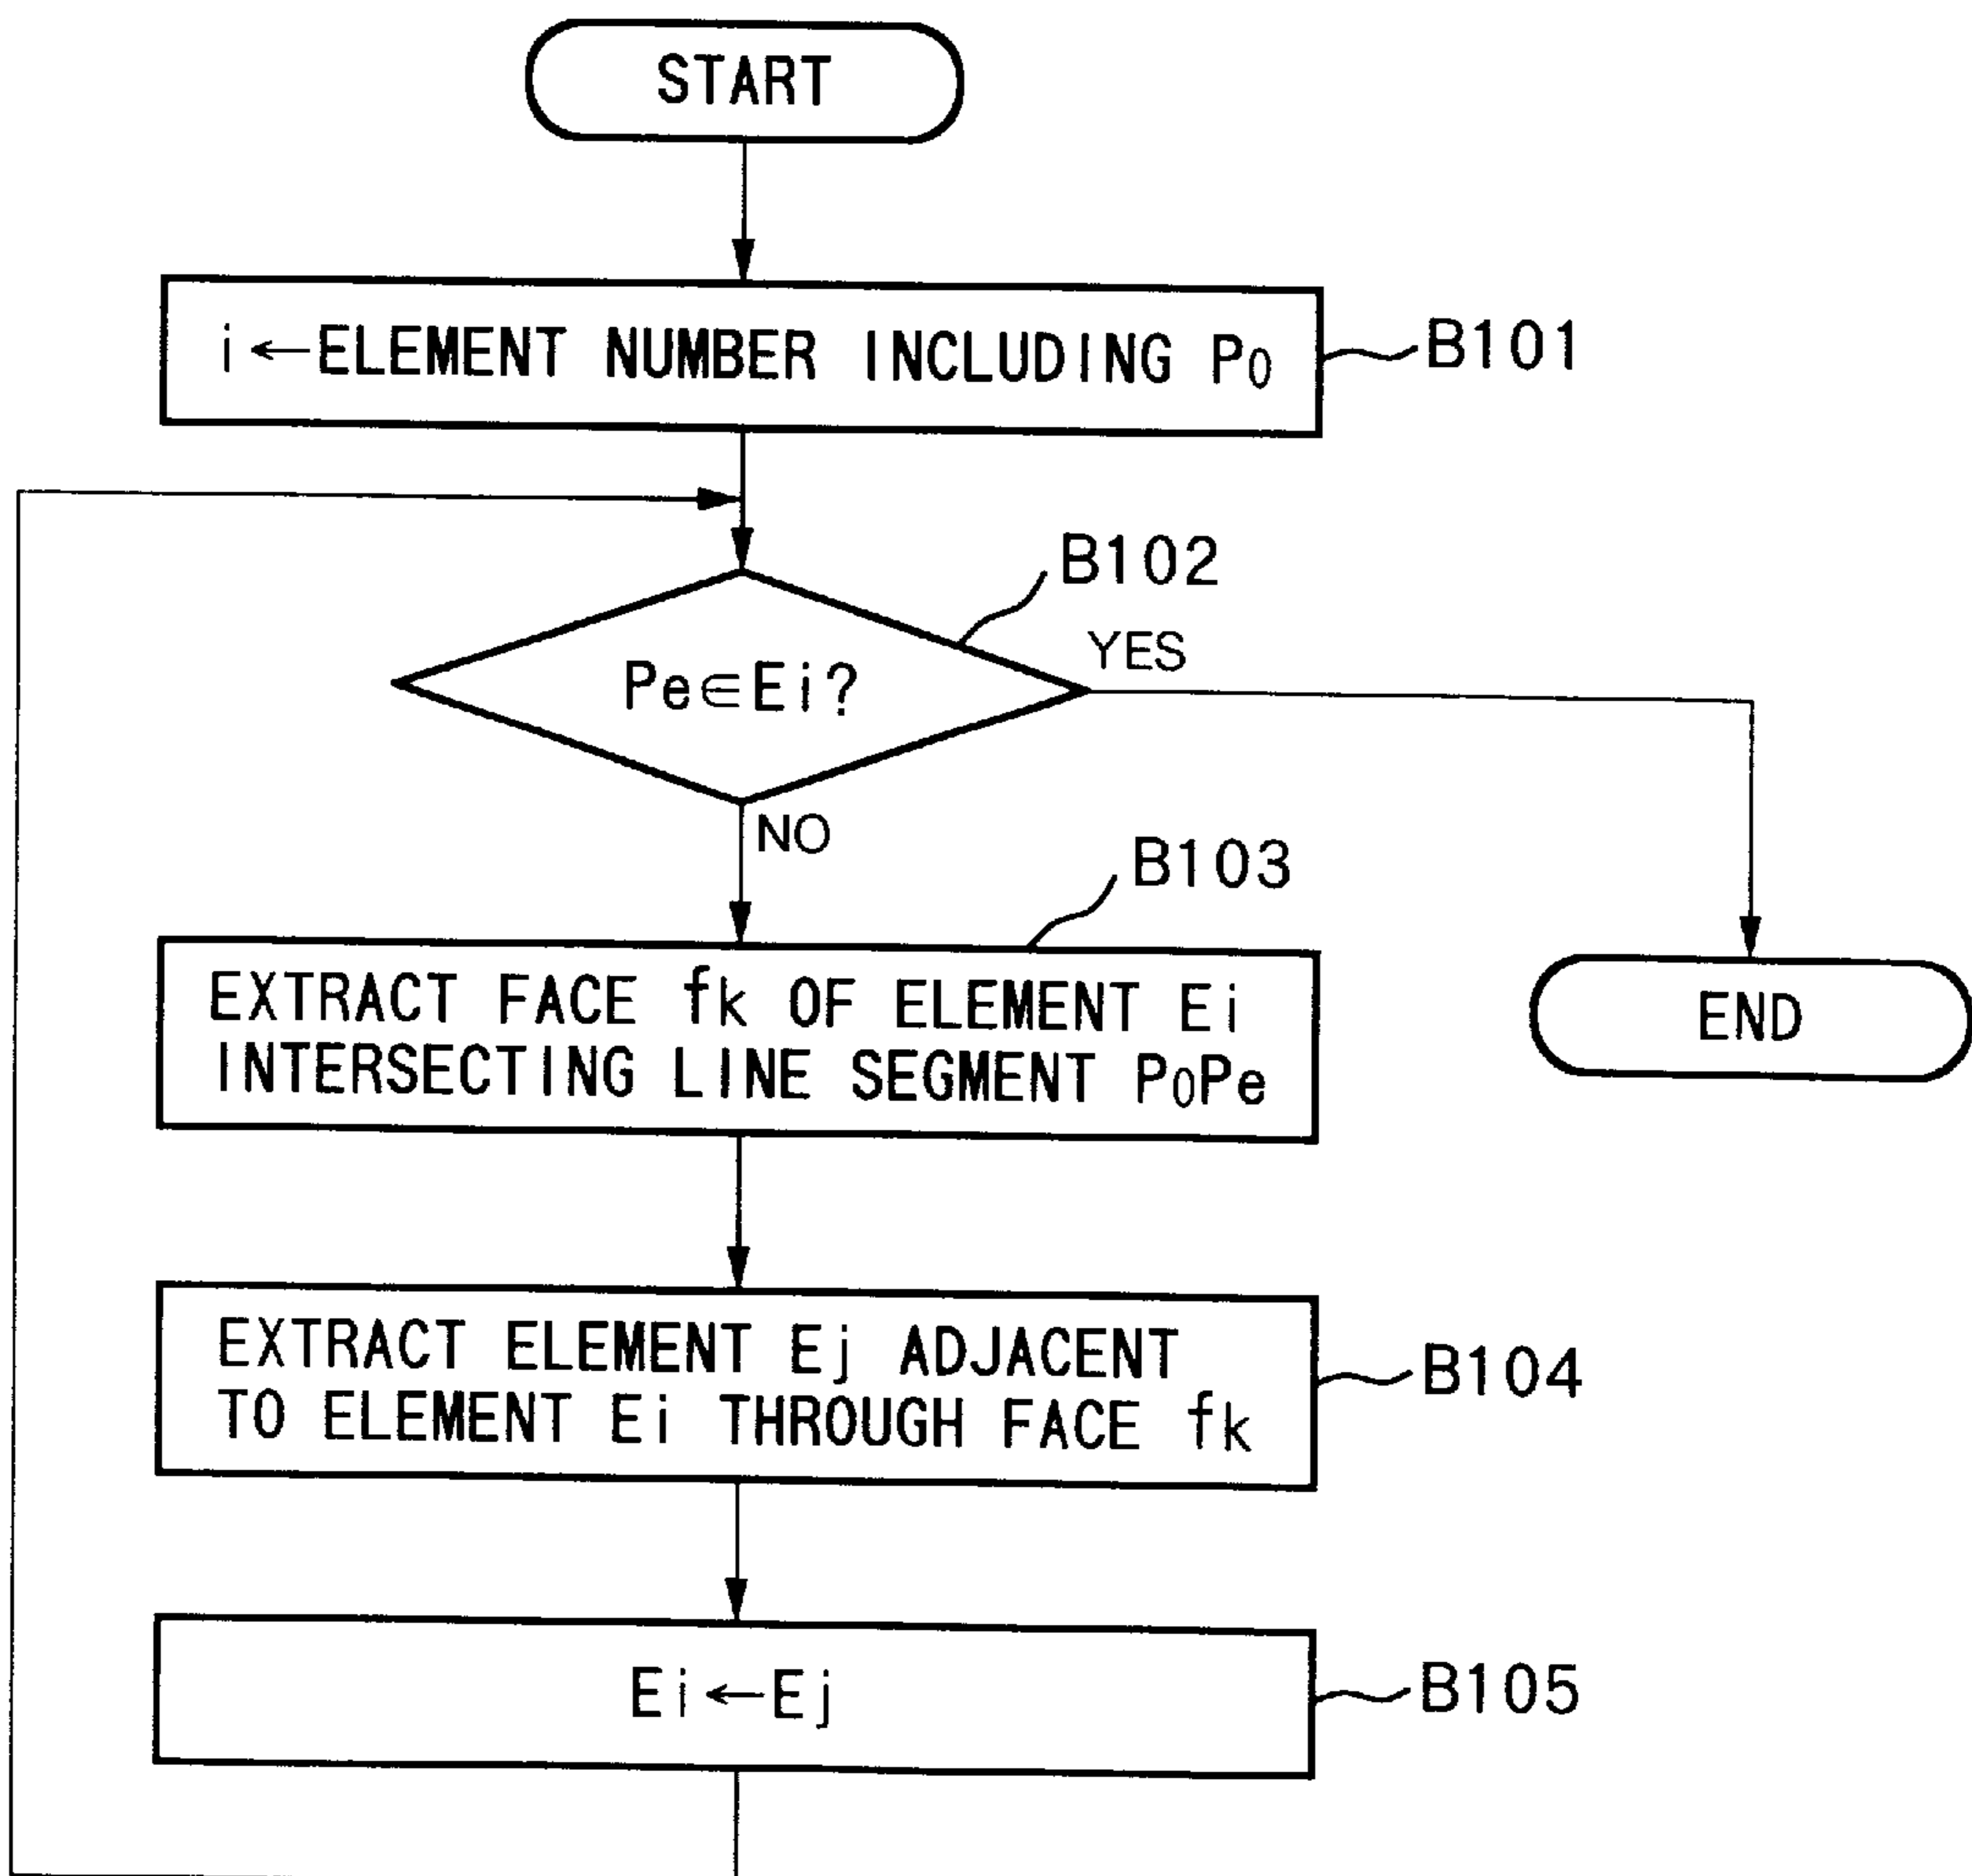 START
i←ELEMENT NUMBER INCLUDING P0
B101
B102
Pe∈Ei?
YES
NO
B103
EXTRACT FACE fk OF ELEMENT Ei
INTERSECTING LINE SEGMENT P0Pe
END
EXTRACT ELEMENT Ej ADJACENT
TO ELEMENT Ei THROUGH FACE fk
B104
Ei←Ej
B105